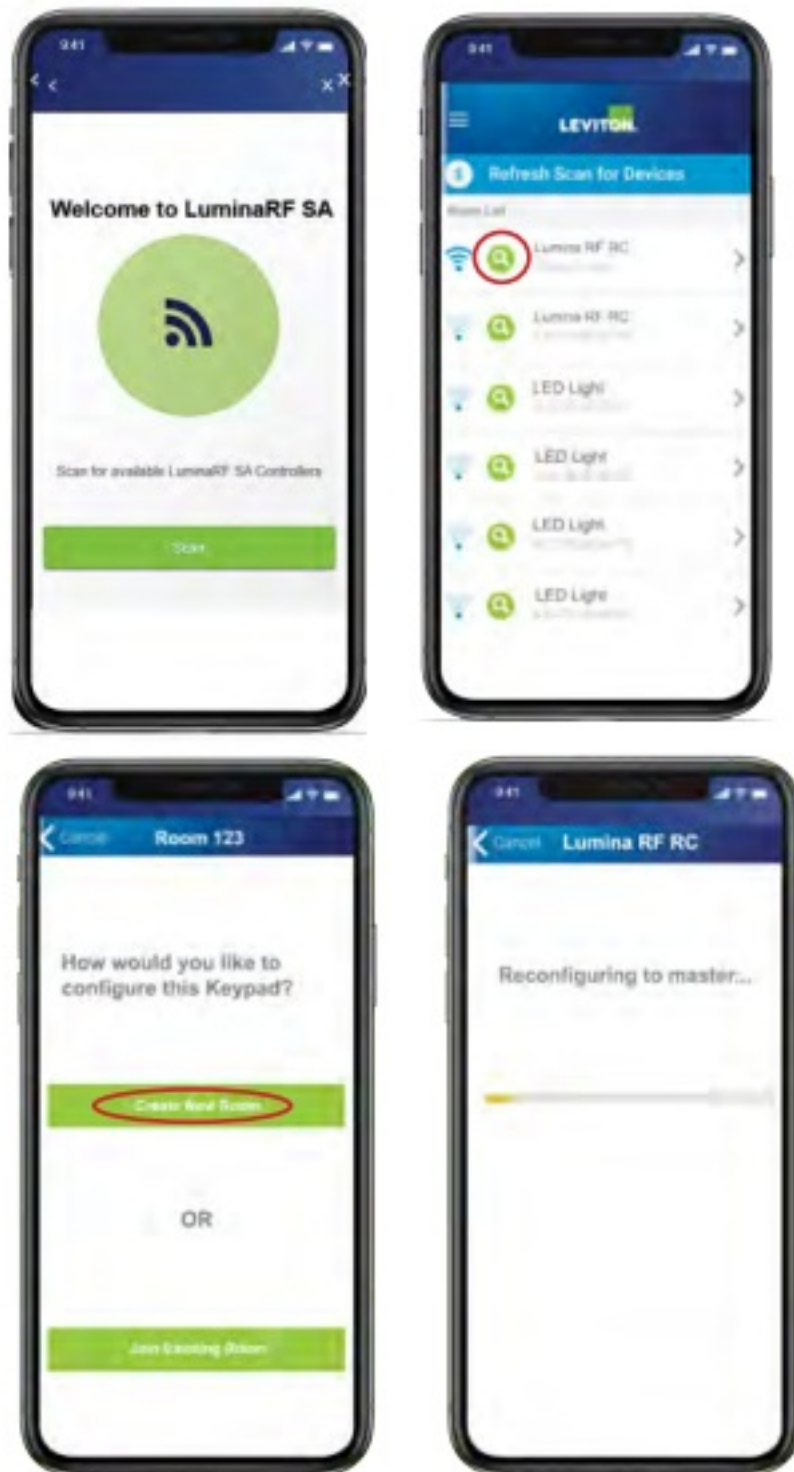 9:41
Welcome to LuminaRF SA
Scan for available LuminaRF SA Controllers
Scan
9:41
LEVITON.
Refresh Scan for Devices
Room List
Lumina RF RC
Lumina RF RC
LED Light
LED Light
LED Light
LED Light
9:41
Cancel Room 123
How would you like to
configure this Keypad?
Create New Room
OR
Join Existing Room
9:41
Cancel Lumina RF RC
Reconfiguring to master...